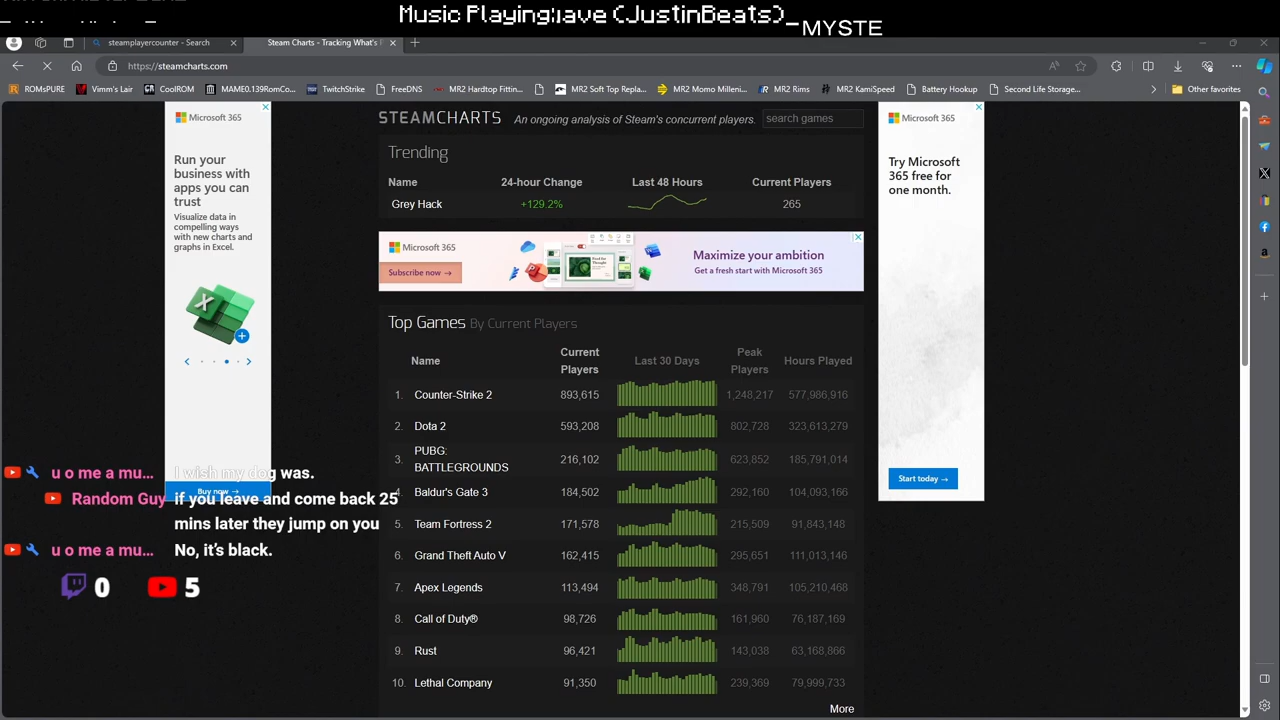 Music Playing:
ave (JustinBeats)_
MYSTE
steamplayercounter - Search
Steam Charts - Tracking What's
https://steamcharts.com
ROMsPURE
Vimm's Lair
CoolROM
MAME0.139RomCo...
TwitchStrike
FreeDNS
MR2 Hardtop Fittin...
MR2 Soft Top Repla...
MR2 Momo Milleni...
MR2 Rims
MR2 KamiSpeed
Battery Hookup
Second Life Storage...
Other favorites
Microsoft 365
Run your
business with
apps you can
trust
Visualize data in
compelling ways
with new charts and
graphs in Excel.
Buy now →
STEAMCHARTS An ongoing analysis of Steam's concurrent players. search games
Trending
Name 24-hour Change Last 48 Hours Current Players
Grey Hack +129.2% 265
Microsoft 365
Subscribe now →
Maximize your ambition
Get a fresh start with Microsoft 365
Top Games By Current Players
Name Current Players Last 30 Days Peak Players Hours Played
1. Counter-Strike 2 893,615 1,248,217 577,986,916
2. Dota 2 593,208 802,728 323,613,279
3. PUBG: BATTLEGROUNDS 216,102 623,852 185,791,014
4. Baldur's Gate 3 184,502 292,160 104,093,166
5. Team Fortress 2 171,578 215,509 91,843,148
6. Grand Theft Auto V 162,415 295,651 111,013,146
7. Apex Legends 113,494 348,791 105,210,468
8. Call of Duty® 98,726 161,960 76,187,169
9. Rust 96,421 143,038 63,168,866
10. Lethal Company 91,350 239,369 79,999,733
More
Microsoft 365
Try Microsoft
365 free for
one month.
Start today →
u o me a mu... I wish my dog was.
Random Guy if you leave and come back 25
mins later they jump on you
u o me a mu... No, it's black.
0 5